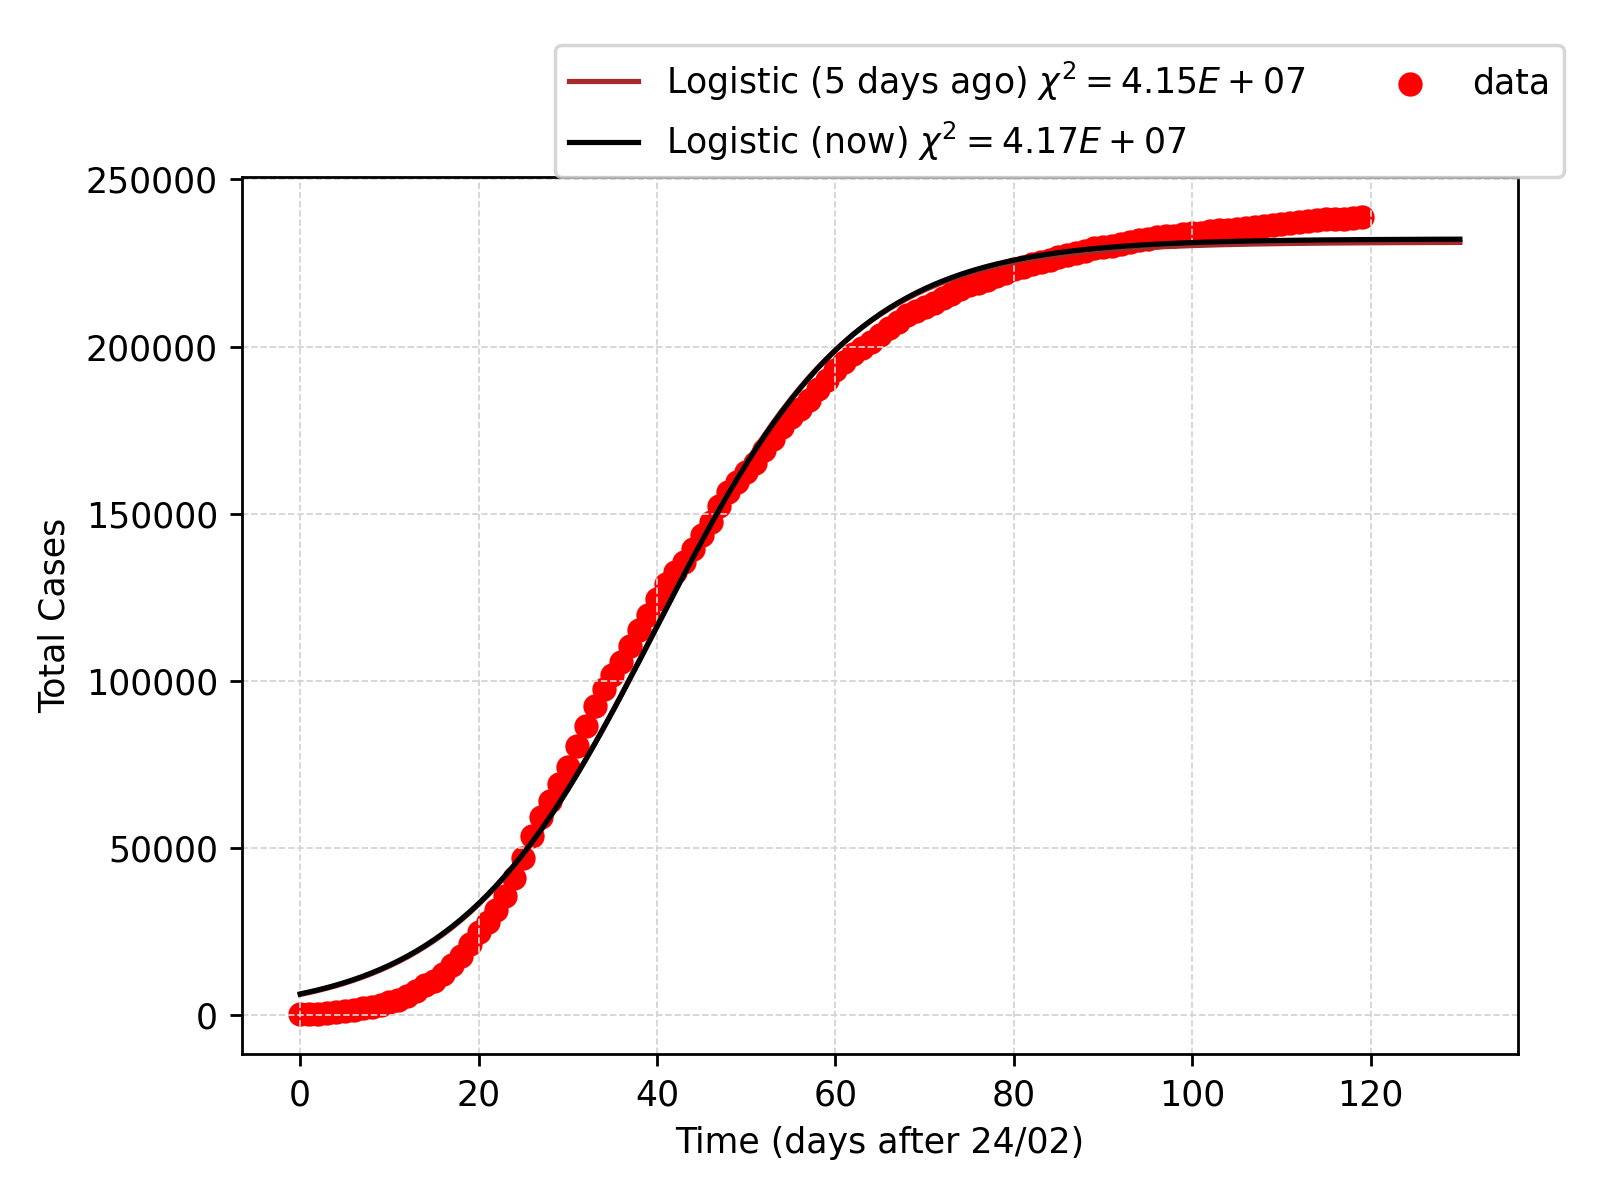 Logistic (5 days ago) χ² = 4.15E + 07
data
Logistic (now) χ² = 4.17E + 07
250000
200000
150000
100000
50000
0
Total Cases
0 20 40 60 80 100 120
Time (days after 24/02)